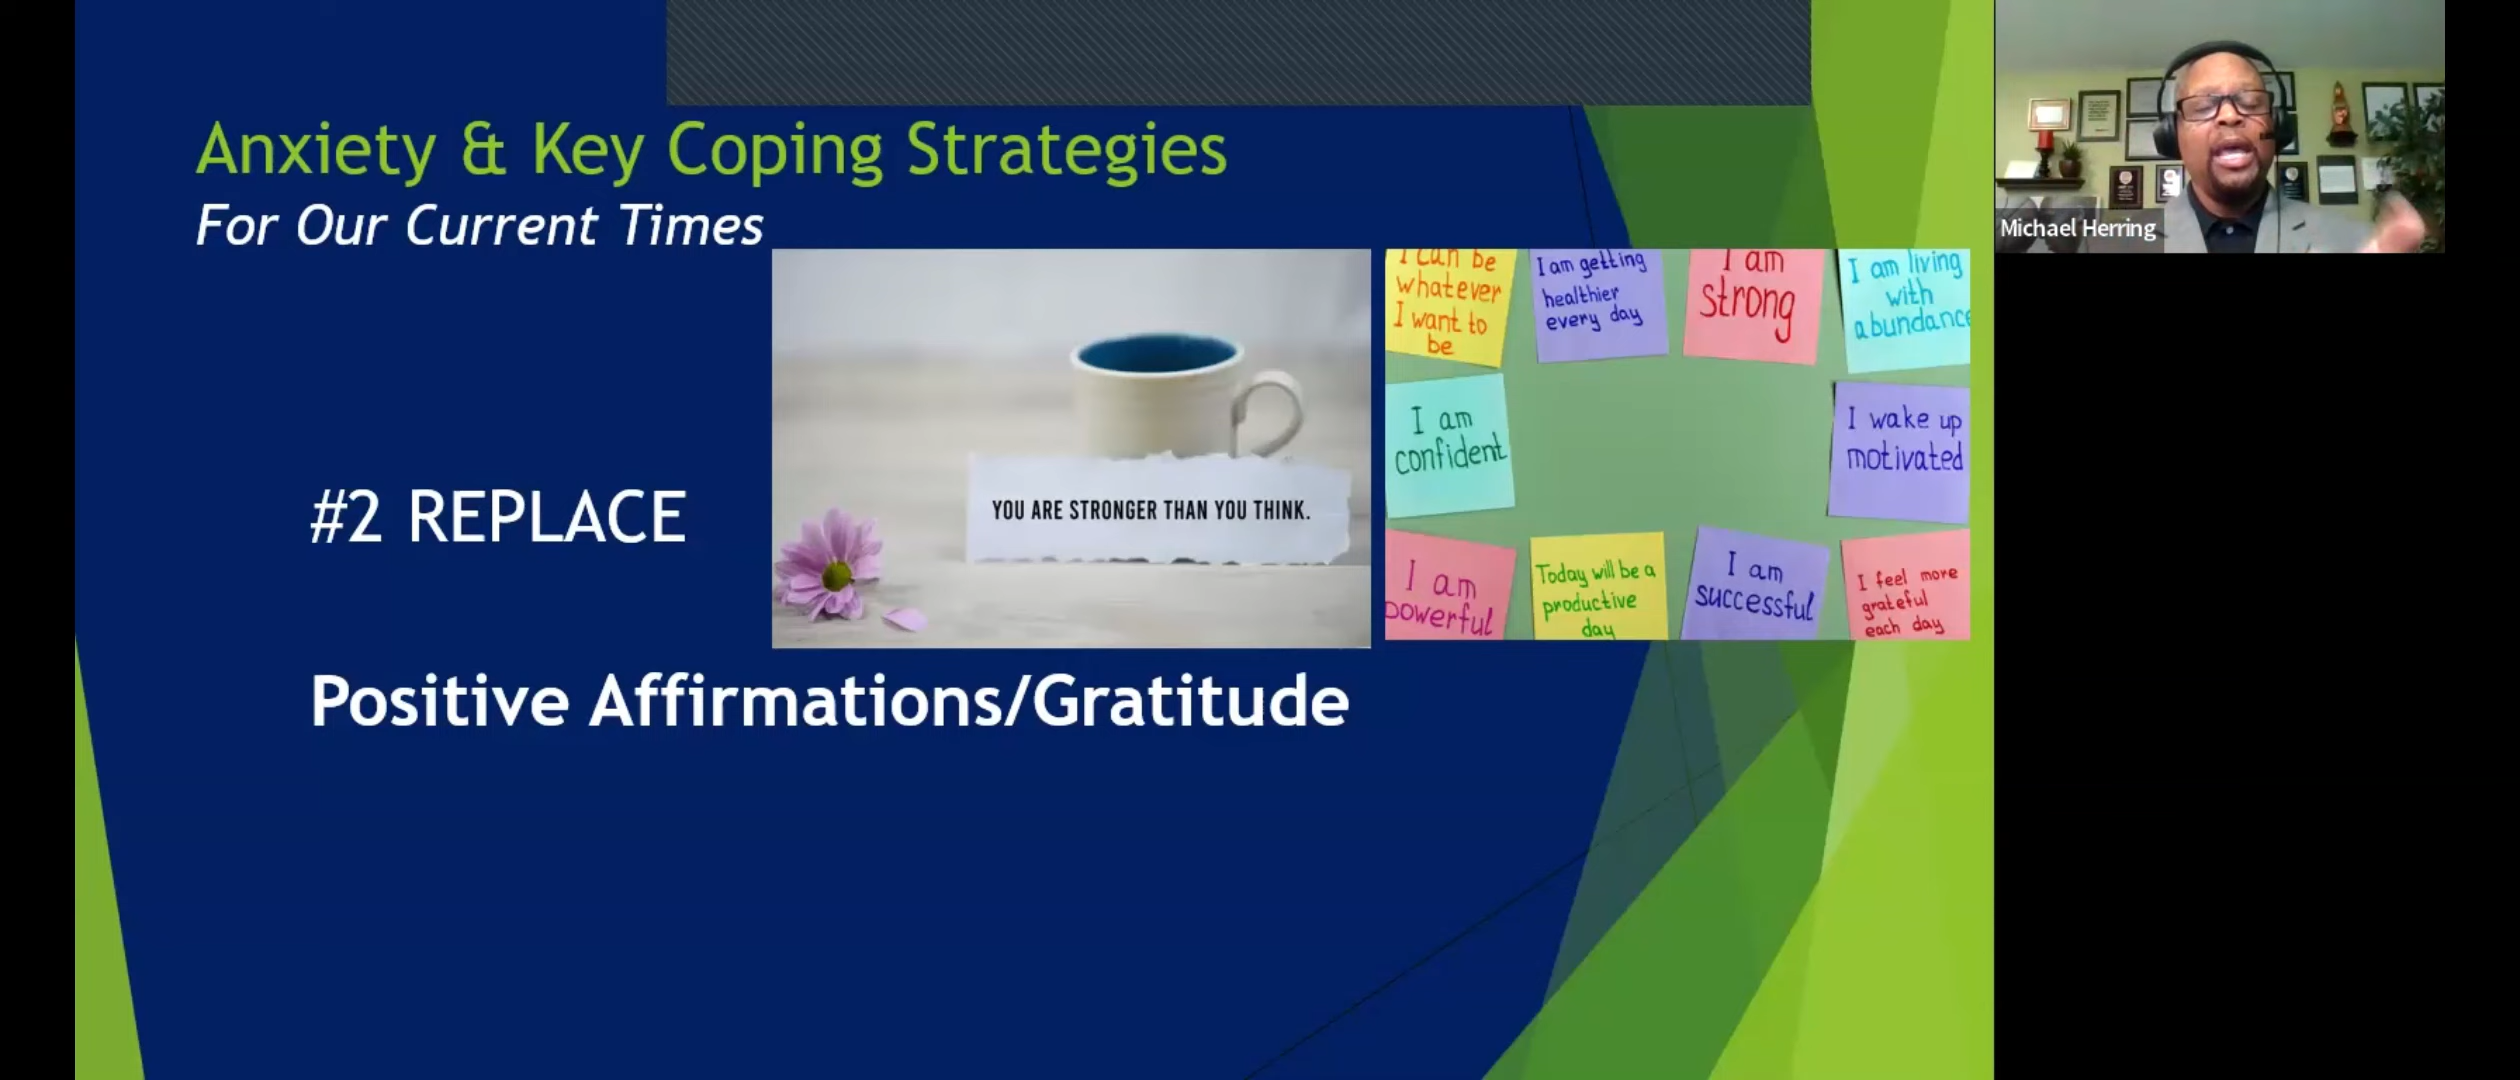 Anxiety & Key Coping Strategies
For Our Current Times
Michael Herring
#2 REPLACE
YOU ARE STRONGER THAN YOU THINK.
I can be
whatever
I want to
be
I am getting
healthier
every day
I am
strong
I am living
with
abundance
I am
confident
I wake up
motivated
I am
powerful
Today will be a
productive
day
I am
successful
I feel more
grateful
each day
Positive Affirmations/Gratitude